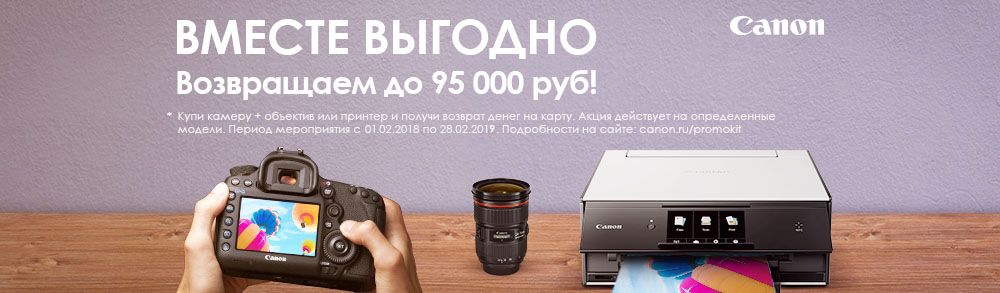 ВМЕСТЕ ВЫГОДНО
Canon
Возвращаем до 95 000 руб!
* Купи камеру + объектив или принтер и получи возврат денег на карту. Акция действует на определенные
модели. Период мероприятия с 01.02.2018 по 28.02.2019. Подробности на сайте: canon.ru/promokit
Canon
Canon